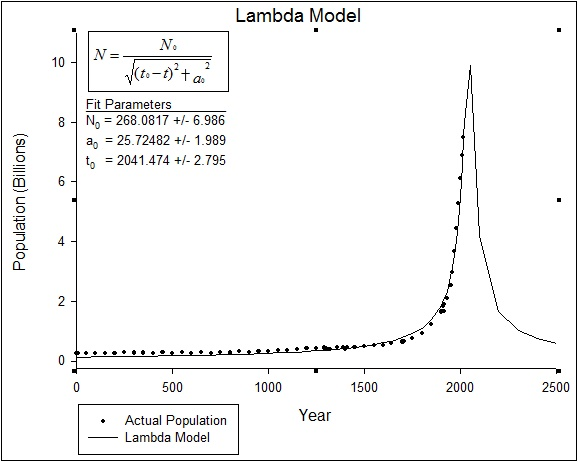 Lambda Model
N = N₀ / √((t₀−t)² + a₀²)
Fit Parameters
N₀ = 268.0817 +/- 6.986
a₀ = 25.72482 +/- 1.989
t₀ = 2041.474 +/- 2.795
Population (Billions)
10
8
6
4
2
0
0 500 1000 1500 2000 2500
Year
Actual Population
Lambda Model